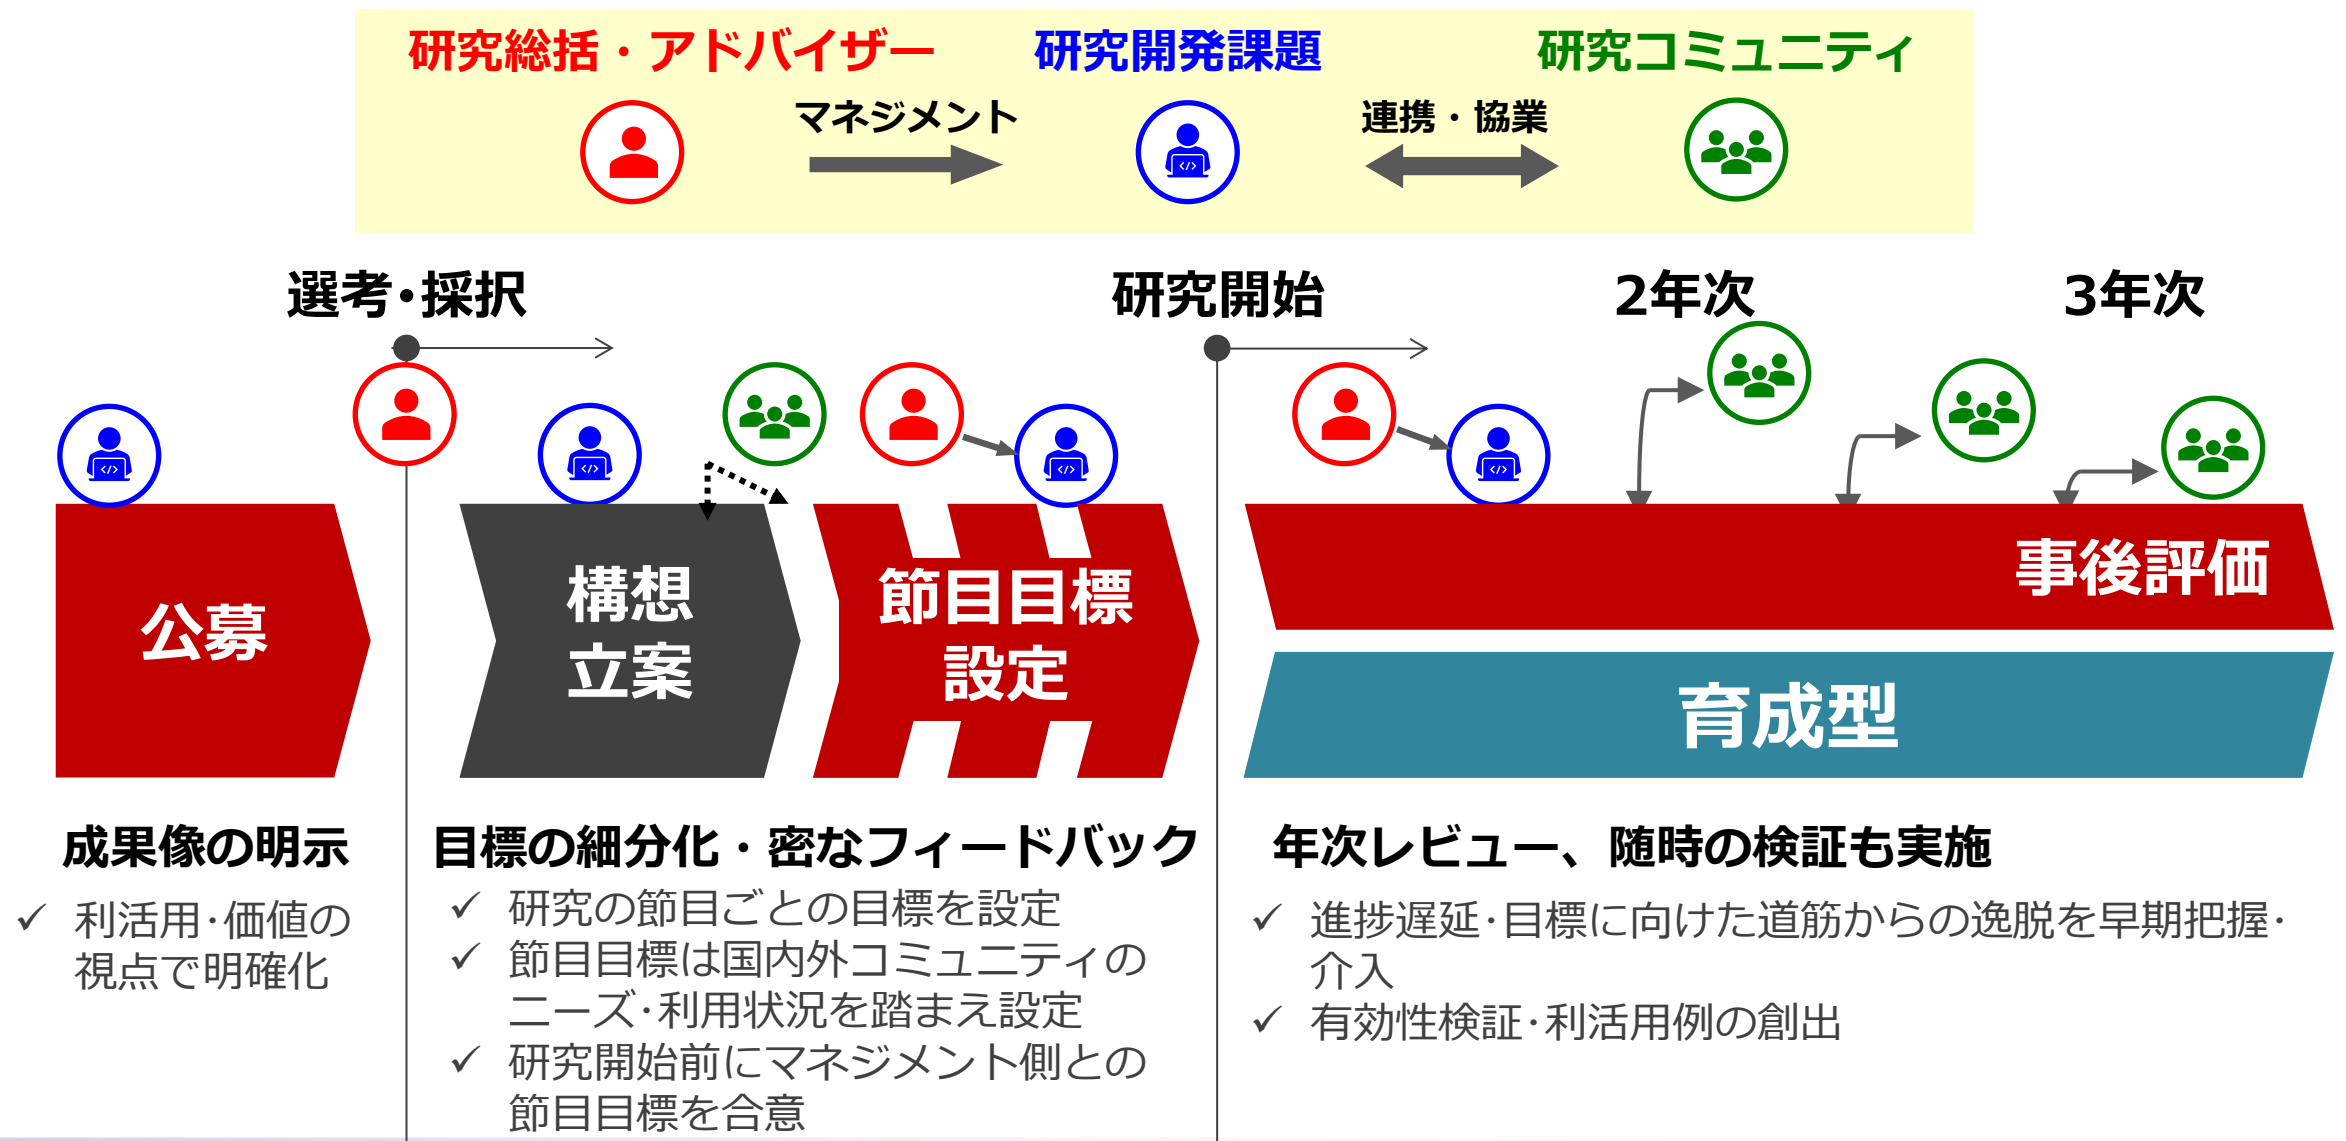 研究総括・アドバイザー
研究開発課題
研究コミュニティ
マネジメント
連携・協業
選考・採択
研究開始
2年次
3年次
公募
構想
立案
節目目標
設定
事後評価
育成型
成果像の明示
✓ 利活用・価値の
視点で明確化
目標の細分化・密なフィードバック
✓ 研究の節目ごとの目標を設定
✓ 節目目標は国内外コミュニティの
ニーズ・利用状況を踏まえ設定
✓ 研究開始前にマネジメント側との
節目目標を合意
年次レビュー、随時の検証も実施
✓ 進捗遅延・目標に向けた道筋からの逸脱を早期把握・
介入
✓ 有効性検証・利活用例の創出